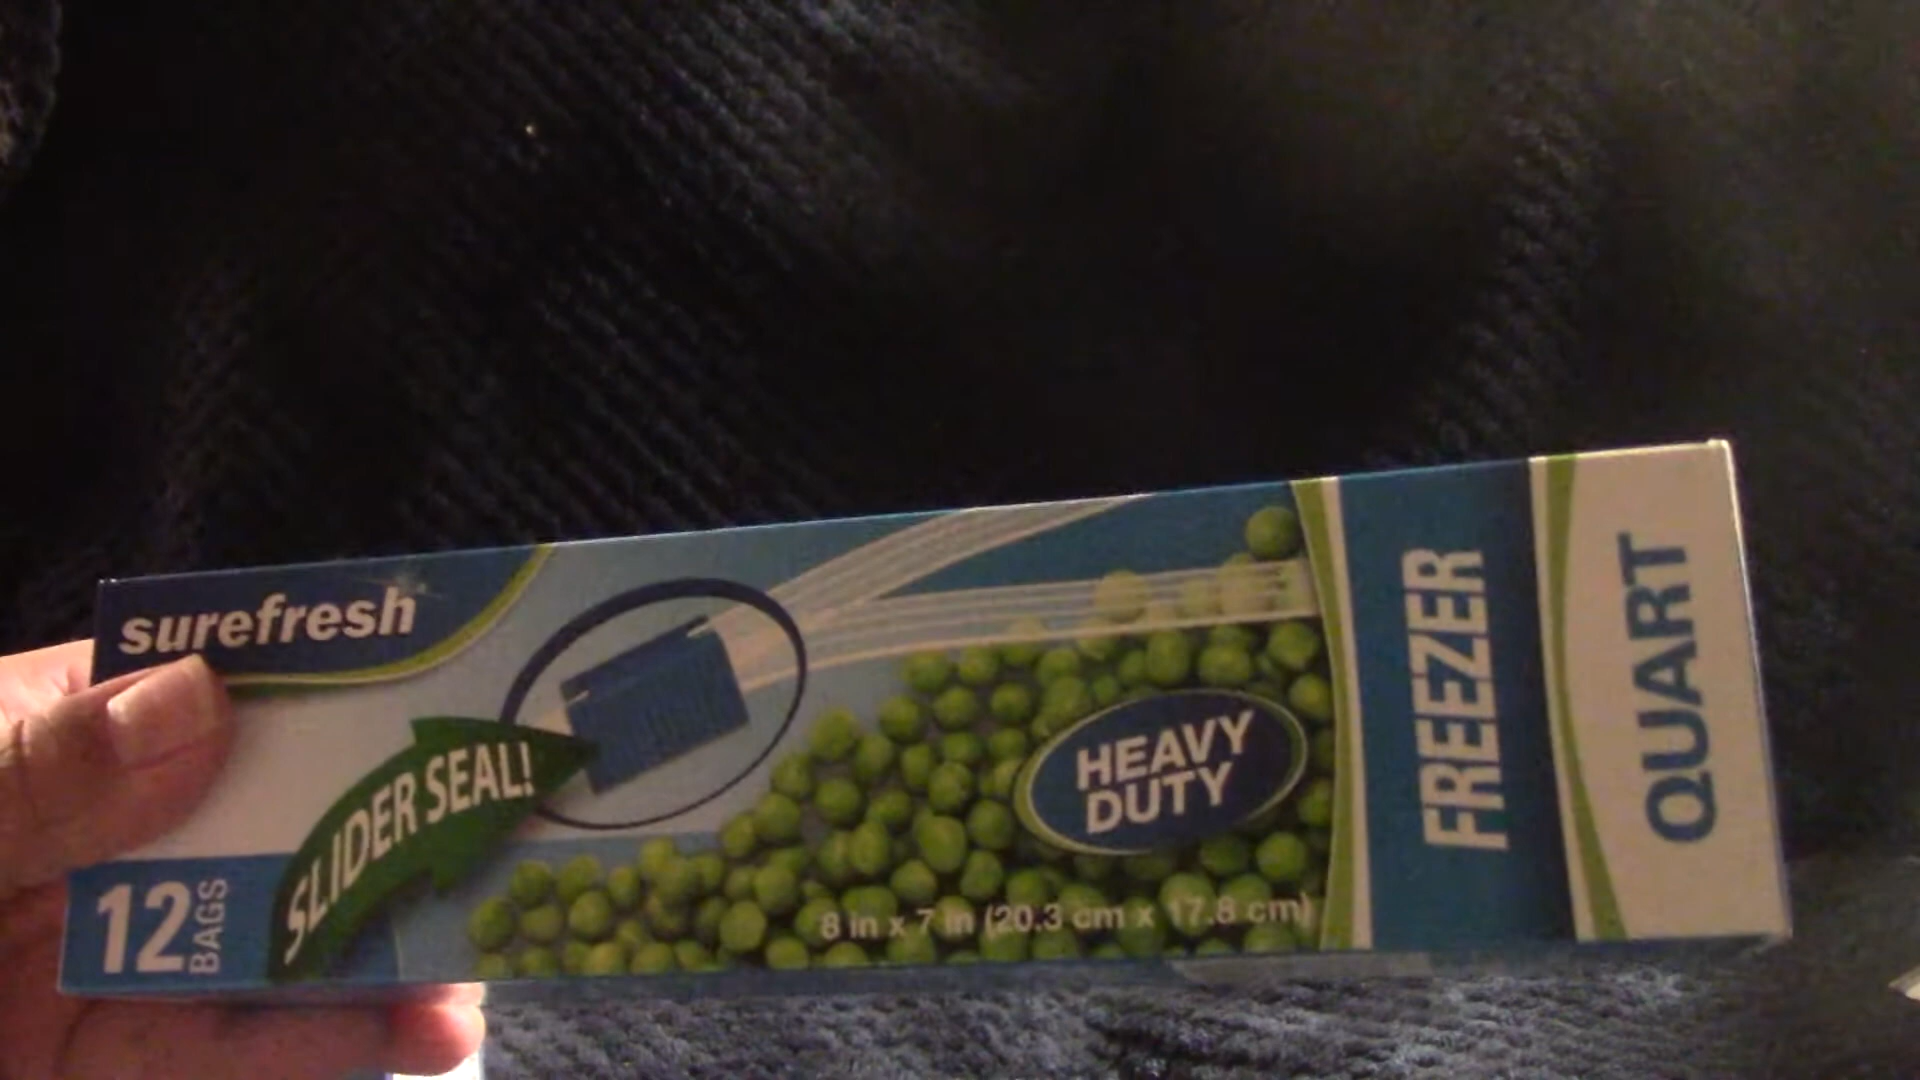 surefresh
SLIDER SEAL!
12
BAGS
HEAVY
DUTY
8 in x 7 in (20.3 cm x 17.8 cm)
FREEZER
QUART